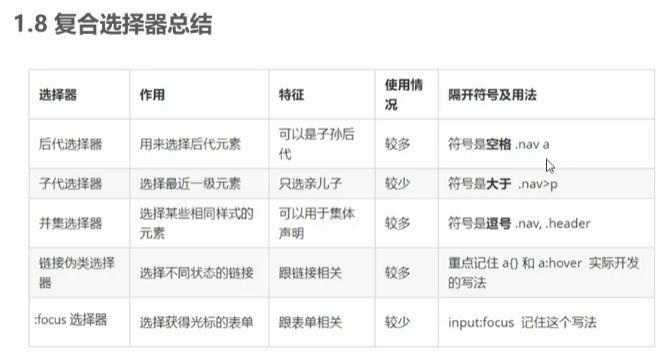 1.8 复合选择器总结
选择器 作用 特征 使用情况 隔开符号及用法
后代选择器 用来选择后代元素 可以是子孙后代 较多 符号是空格 .nav a
子代选择器 选择最近一级元素 只选亲儿子 较少 符号是大于 .nav>p
并集选择器 选择某些相同样式的元素 可以用于集体声明 较多 符号是逗号 .nav, .header
链接伪类选择器 选择不同状态的链接 跟链接相关 较多 重点记住 a{} 和 a:hover 实际开发的写法
:focus 选择器 选择获得光标的表单 跟表单相关 较少 input:focus 记住这个写法